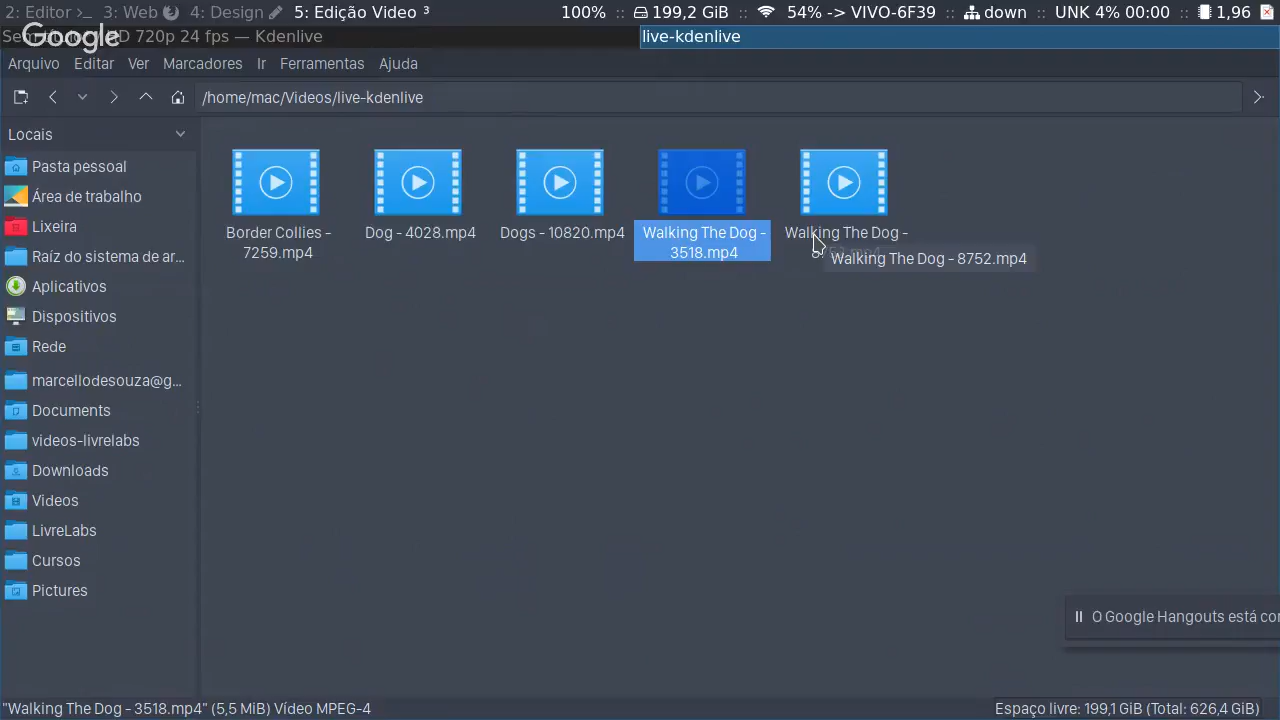 2: Editor >_ 3: Web 4: Design 5: Edição Video ³ 100% :: 199,2 GiB :: 54% -> VIVO-6F39 :: down :: UNK 4% 00:00 :: 1,96
Google
HD 720p 24 fps — Kdenlive
live-kdenlive
Arquivo Editar Ver Marcadores Ir Ferramentas Ajuda
/home/mac/Videos/live-kdenlive
Locais
Pasta pessoal
Área de trabalho
Lixeira
Raíz do sistema de ar...
Aplicativos
Dispositivos
Rede
marcellodesouza@g...
Documents
videos-livrelabs
Downloads
Videos
LivreLabs
Cursos
Pictures
Border Collies -
7259.mp4
Dog - 4028.mp4
Dogs - 10820.mp4
Walking The Dog -
3518.mp4
Walking The Dog -
Walking The Dog - 8752.mp4
O Google Hangouts está
"Walking The Dog - 3518.mp4" (5,5 MiB) Vídeo MPEG-4
Espaço livre: 199,1 GiB (Total: 626,4 GiB)